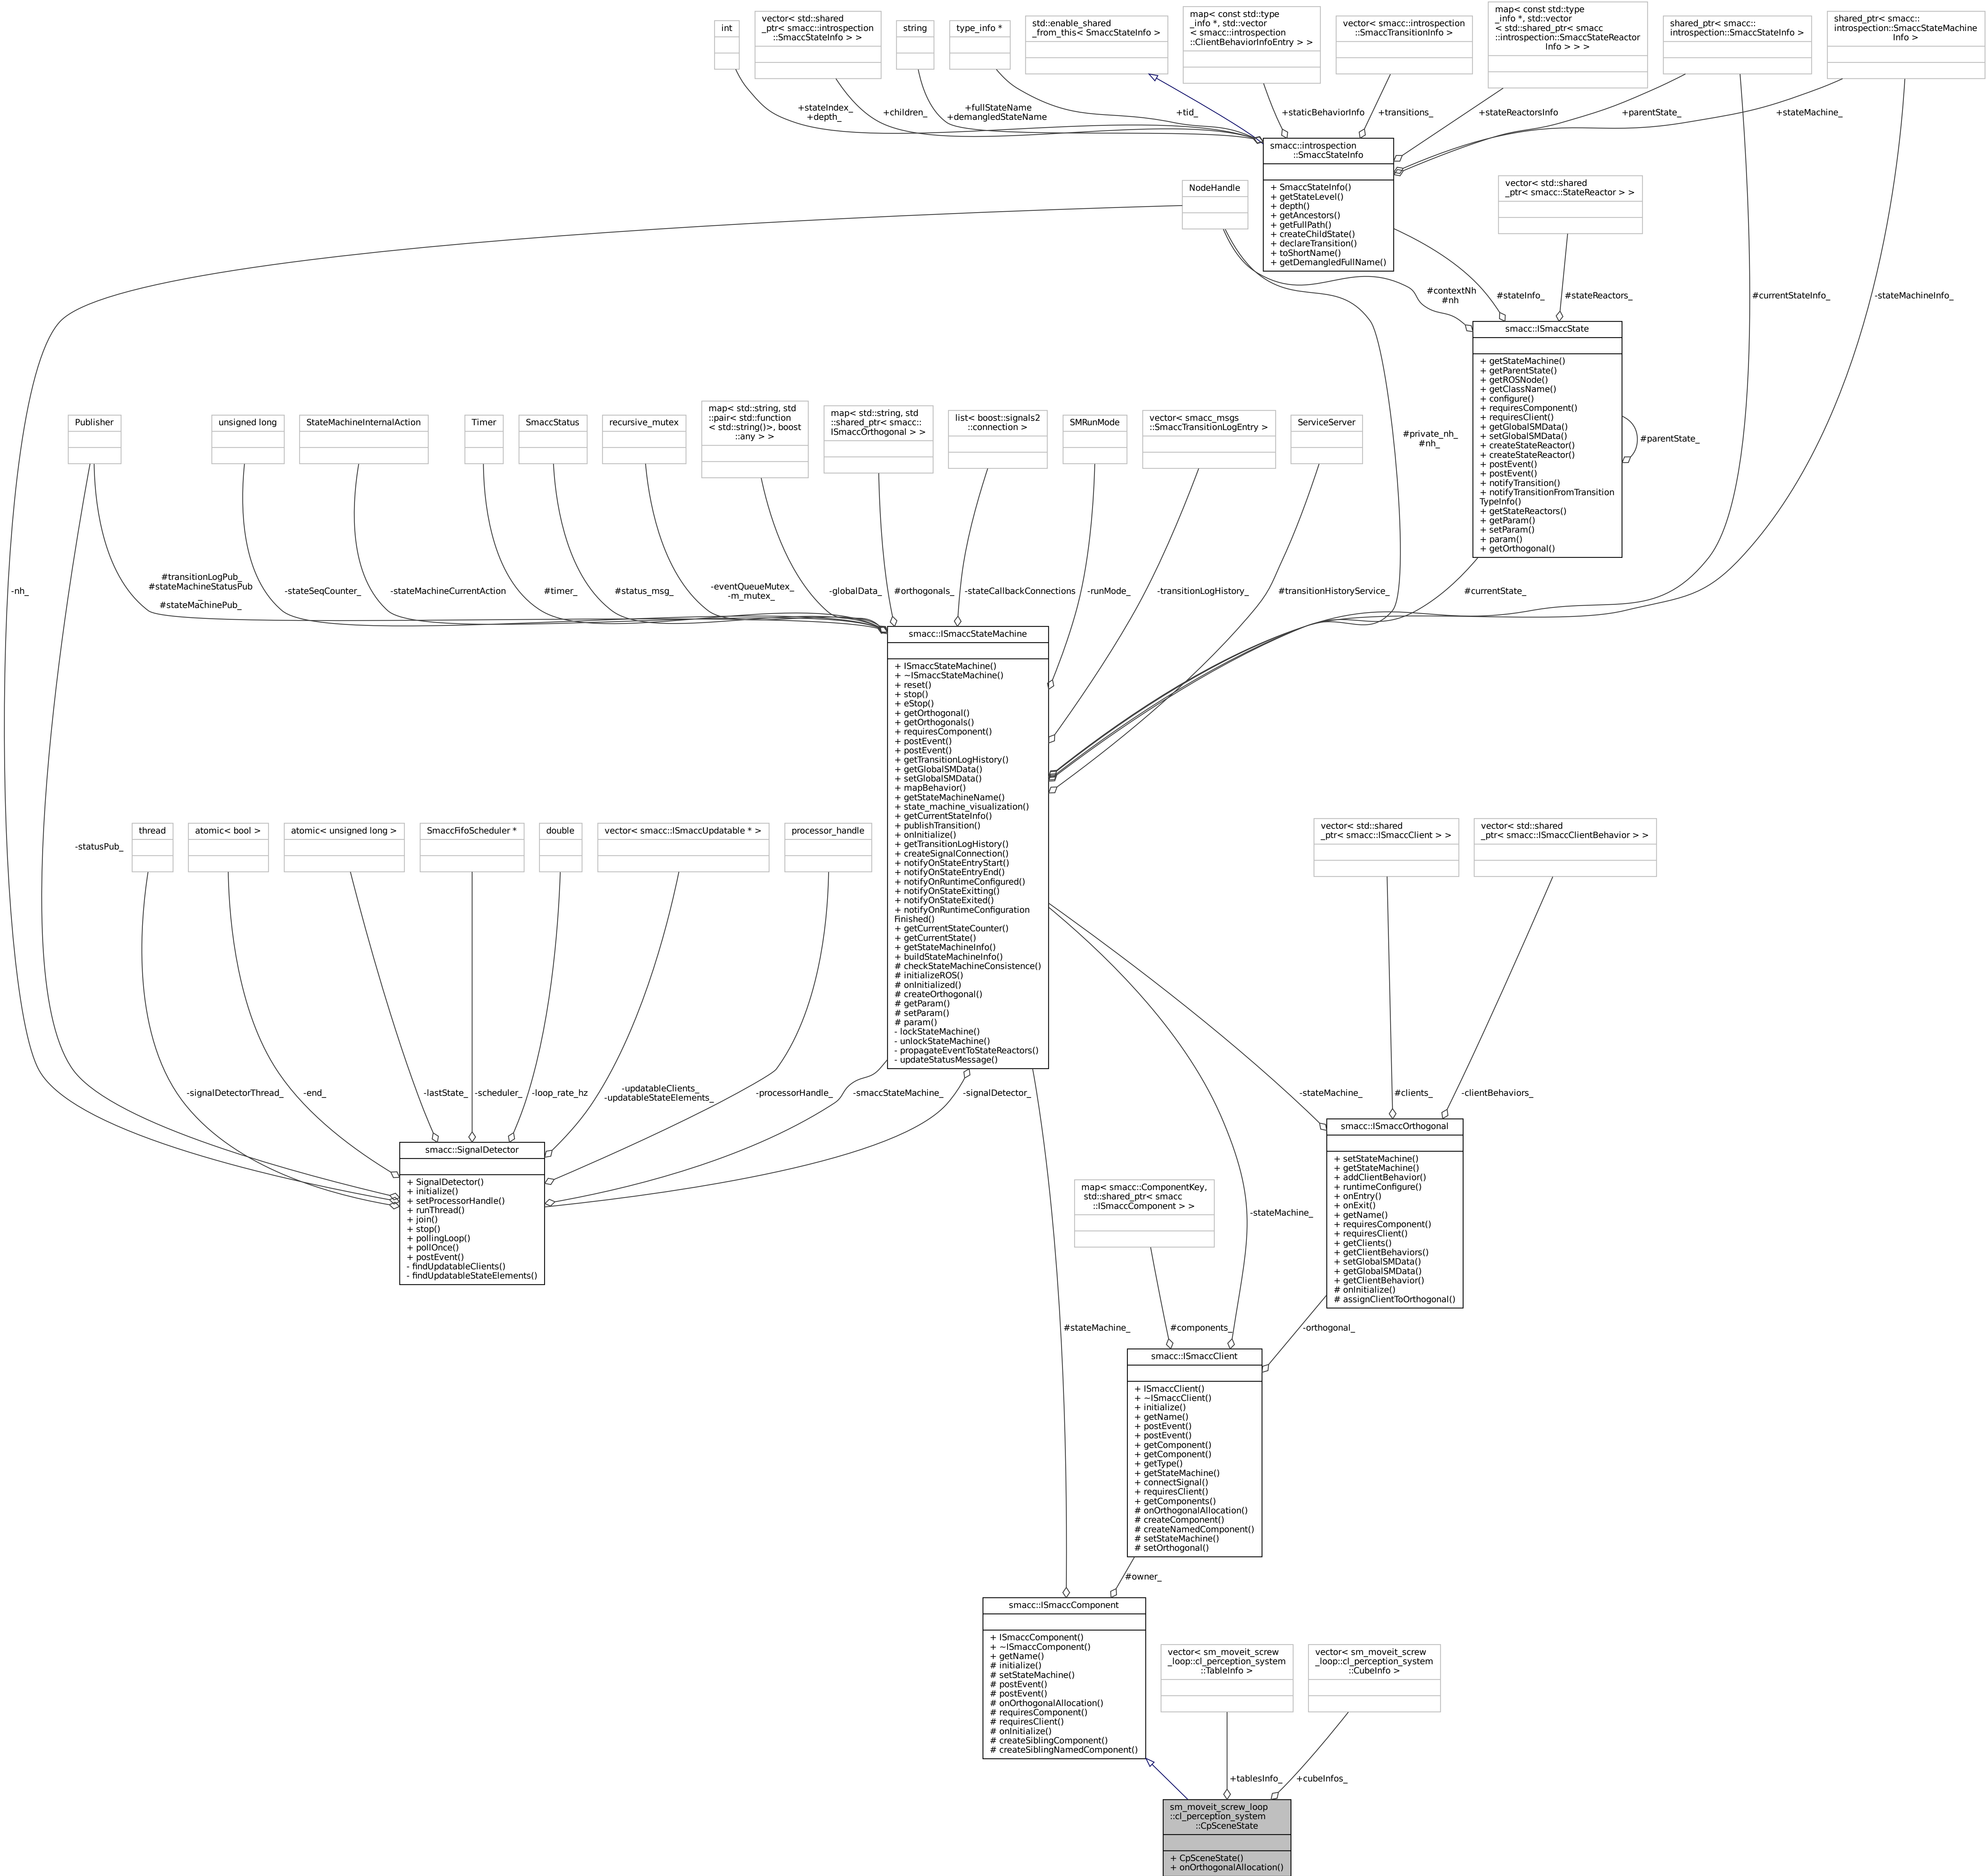 int
vector< std::shared
_ptr< smacc::introspection
::SmaccStateInfo > >
string
type_info *
std::enable_shared
_from_this< SmaccStateInfo >
map< const std::type
_info *, std::vector
< smacc::introspection
::ClientBehaviorInfoEntry > >
vector< smacc::introspection
::SmaccTransitionInfo >
map< const std::type
_info *, std::vector
< std::shared_ptr< smacc
::introspection::SmaccStateReactor
Info > > >
shared_ptr< smacc::
introspection::SmaccStateInfo >
shared_ptr< smacc::
introspection::SmaccStateMachine
Info >
+stateIndex_
+depth_
+children_
+fullStateName
+demangledStateName
+tid_
+staticBehaviorInfo
+transitions_
+stateReactorsInfo
+parentState_
+stateMachine_
smacc::introspection
::SmaccStateInfo
+ SmaccStateInfo()
+ getStateLevel()
+ depth()
+ getAncestors()
+ getFullPath()
+ createChildState()
+ declareTransition()
+ toShortName()
+ getDemangledFullName()
NodeHandle
vector< std::shared
_ptr< smacc::StateReactor > >
#contextNh
#nh
#stateInfo_
#stateReactors_
#currentStateInfo_
-stateMachineInfo_
smacc::ISmaccState
+ getStateMachine()
+ getParentState()
+ getROSNode()
+ getClassName()
+ configure()
+ requiresComponent()
+ requiresClient()
+ getGlobalSMData()
+ setGlobalSMData()
+ createStateReactor()
+ createStateReactor()
+ postEvent()
+ postEvent()
+ notifyTransition()
+ notifyTransitionFromTransition
TypeInfo()
+ getStateReactors()
+ getParam()
+ setParam()
+ param()
+ getOrthogonal()
#parentState_
#private_nh_
#nh_
Publisher
unsigned long
StateMachineInternalAction
Timer
SmaccStatus
recursive_mutex
map< std::string, std
::pair< std::function
< std::string()>, boost
::any > >
map< std::string, std
::shared_ptr< smacc::
ISmaccOrthogonal > >
list< boost::signals2
::connection >
SMRunMode
vector< smacc_msgs
::SmaccTransitionLogEntry >
ServiceServer
-nh_
#transitionLogPub_
#stateMachineStatusPub
_
#stateMachinePub_
-stateSeqCounter_
-stateMachineCurrentAction
#timer_
#status_msg_
-eventQueueMutex_
-m_mutex_
-globalData_
#orthogonals_
-stateCallbackConnections
-runMode_
-transitionLogHistory_
#transitionHistoryService_
#currentState_
smacc::ISmaccStateMachine
+ ISmaccStateMachine()
+ ~ISmaccStateMachine()
+ reset()
+ stop()
+ eStop()
+ getOrthogonal()
+ getOrthogonals()
+ requiresComponent()
+ postEvent()
+ postEvent()
+ getTransitionLogHistory()
+ getGlobalSMData()
+ setGlobalSMData()
+ mapBehavior()
+ getStateMachineName()
+ state_machine_visualization()
+ getCurrentStateInfo()
+ publishTransition()
+ onInitialize()
+ getTransitionLogHistory()
+ createSignalConnection()
+ notifyOnStateEntryStart()
+ notifyOnStateEntryEnd()
+ notifyOnRuntimeConfigured()
+ notifyOnStateExitting()
+ notifyOnStateExited()
+ notifyOnRuntimeConfiguration
Finished()
+ getCurrentStateCounter()
+ getCurrentState()
+ getStateMachineInfo()
+ buildStateMachineInfo()
# checkStateMachineConsistence()
# initializeROS()
# onInitialized()
# createOrthogonal()
# getParam()
# setParam()
# param()
- lockStateMachine()
- unlockStateMachine()
- propagateEventToStateReactors()
- updateStatusMessage()
-statusPub_
thread
atomic< bool >
atomic< unsigned long >
SmaccFifoScheduler *
double
vector< smacc::ISmaccUpdatable * >
processor_handle
vector< std::shared
_ptr< smacc::ISmaccClient > >
vector< std::shared
_ptr< smacc::ISmaccClientBehavior > >
-signalDetectorThread_
-end_
-lastState_
-scheduler_
-loop_rate_hz
-updatableClients_
-updatableStateElements_
-processorHandle_
-smaccStateMachine_
-signalDetector_
-stateMachine_
#clients_
-clientBehaviors_
smacc::SignalDetector
+ SignalDetector()
+ initialize()
+ setProcessorHandle()
+ runThread()
+ join()
+ stop()
+ pollingLoop()
+ pollOnce()
+ postEvent()
- findUpdatableClients()
- findUpdatableStateElements()
smacc::ISmaccOrthogonal
+ setStateMachine()
+ getStateMachine()
+ addClientBehavior()
+ runtimeConfigure()
+ onEntry()
+ onExit()
+ getName()
+ requiresComponent()
+ requiresClient()
+ getClients()
+ getClientBehaviors()
+ setGlobalSMData()
+ getGlobalSMData()
+ getClientBehavior()
# onInitialize()
# assignClientToOrthogonal()
map< smacc::ComponentKey,
std::shared_ptr< smacc
::ISmaccComponent > >
-stateMachine_
#stateMachine_
#components_
-orthogonal_
smacc::ISmaccClient
+ ISmaccClient()
+ ~ISmaccClient()
+ initialize()
+ getName()
+ postEvent()
+ postEvent()
+ getComponent()
+ getComponent()
+ getType()
+ getStateMachine()
+ connectSignal()
+ requiresClient()
+ getComponents()
# onOrthogonalAllocation()
# createComponent()
# createNamedComponent()
# setStateMachine()
# setOrthogonal()
#owner_
smacc::ISmaccComponent
+ ISmaccComponent()
+ ~ISmaccComponent()
+ getName()
# initialize()
# setStateMachine()
# postEvent()
# postEvent()
# onOrthogonalAllocation()
# requiresComponent()
# requiresClient()
# onInitialize()
# createSiblingComponent()
# createSiblingNamedComponent()
vector< sm_moveit_screw
_loop::cl_perception_system
::TableInfo >
vector< sm_moveit_screw
_loop::cl_perception_system
::CubeInfo >
+tablesInfo_
+cubeInfos_
sm_moveit_screw_loop
::cl_perception_system
::CpSceneState
+ CpSceneState()
+ onOrthogonalAllocation()